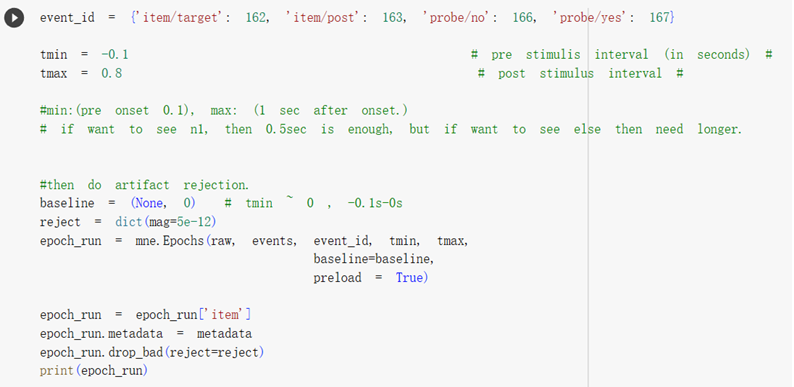 event_id = {'item/target': 162, 'item/post': 163, 'probe/no': 166, 'probe/yes': 167}
tmin = -0.1 # pre stimulis interval (in seconds) #
tmax = 0.8 # post stimulus interval #
#min:(pre onset 0.1), max: (1 sec after onset.)
# if want to see n1, then 0.5sec is enough, but if want to see else then need longer.
#then do artifact rejection.
baseline = (None, 0) # tmin ~ 0 , -0.1s-0s
reject = dict(mag=5e-12)
epoch_run = mne.Epochs(raw, events, event_id, tmin, tmax,
baseline=baseline,
preload = True)
epoch_run = epoch_run['item']
epoch_run.metadata = metadata
epoch_run.drop_bad(reject=reject)
print(epoch_run)